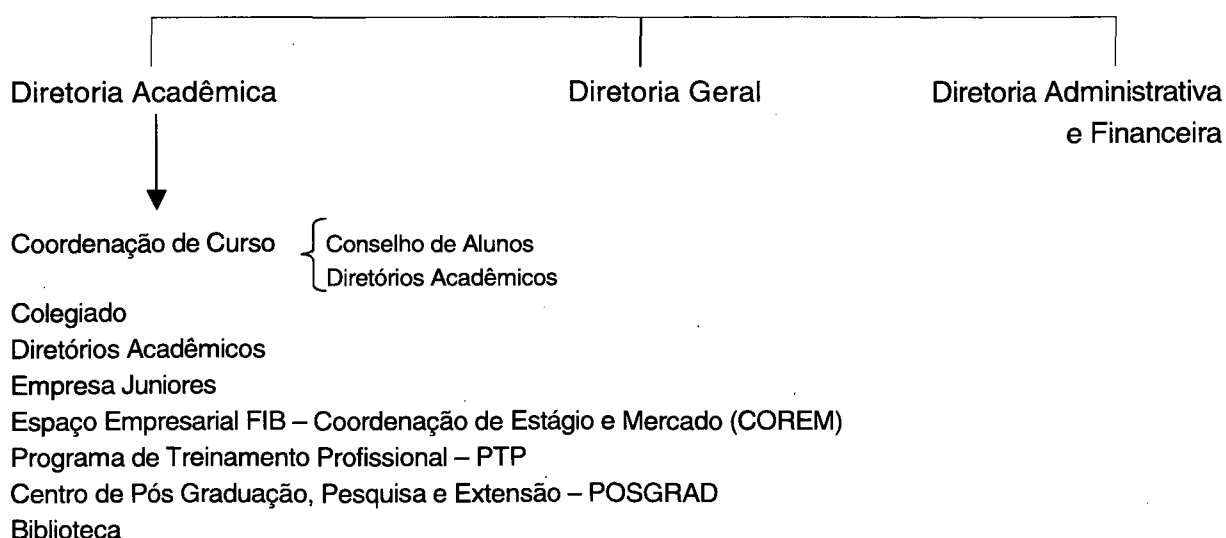 Diretoria Acadêmica
Diretoria Geral
Diretoria Administrativa
e Financeira
Coordenação de Curso
Conselho de Alunos
Diretórios Acadêmicos
Colegiado
Diretórios Acadêmicos
Empresa Juniores
Espaço Empresarial FIB – Coordenação de Estágio e Mercado (COREM)
Programa de Treinamento Profissional – PTP
Centro de Pós Graduação, Pesquisa e Extensão – POSGRAD
Biblioteca